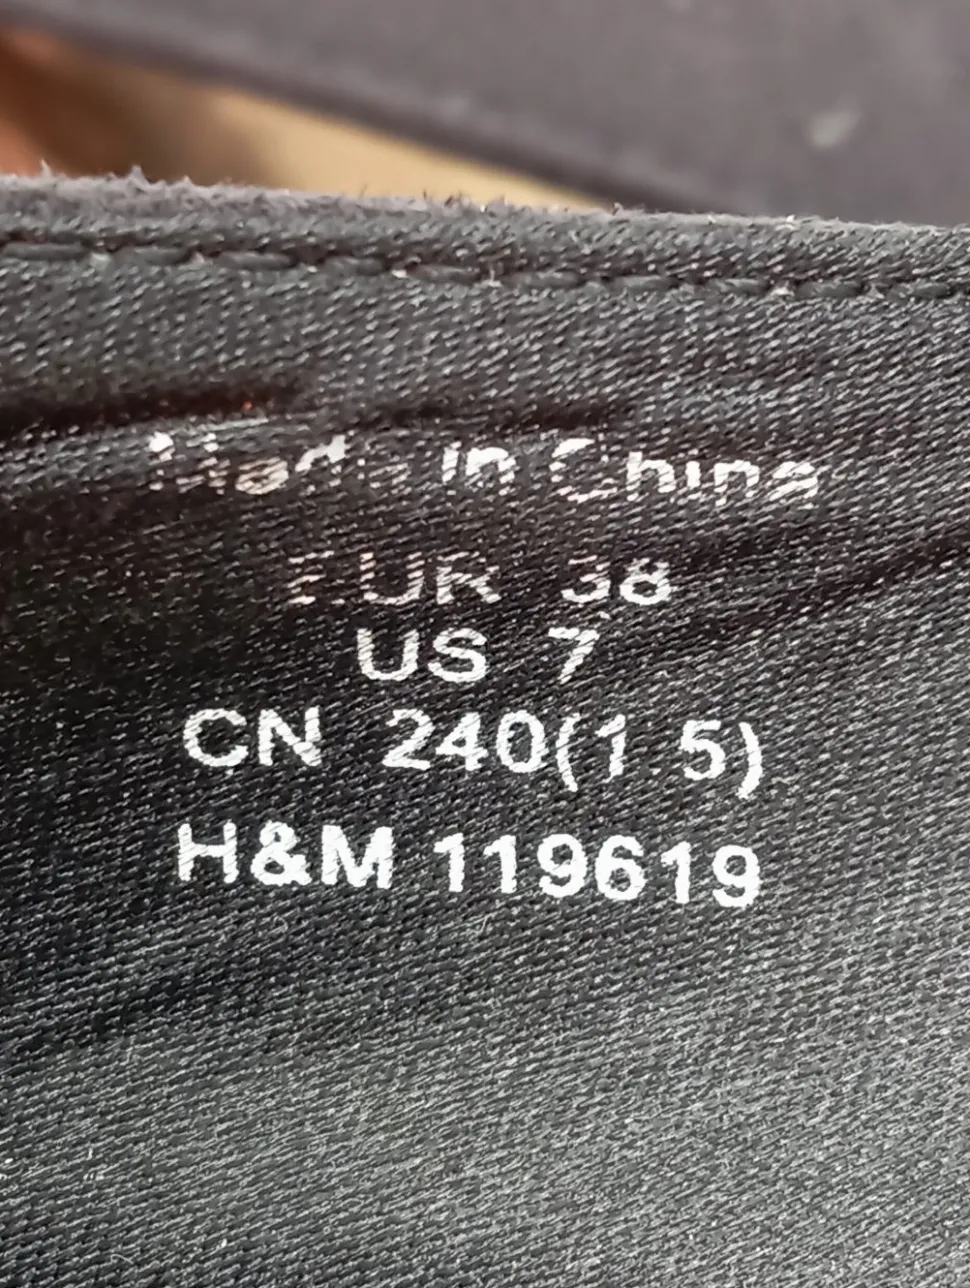 Made in China
EUR 38
US 7
CN 240(1 5)
H&M 119619